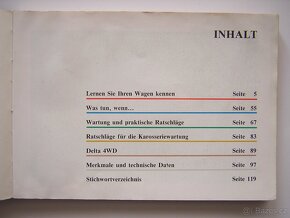 INHALT
Lernen Sie Ihren Wagen kennen Seite 5
Was tun, wenn... Seite 55
Wartung und praktische Ratschläge Seite 67
Ratschläge für die Karosseriewartung Seite 83
Delta 4WD Seite 89
Merkmale und technische Daten Seite 97
Stichwortverzeichnis Seite 119